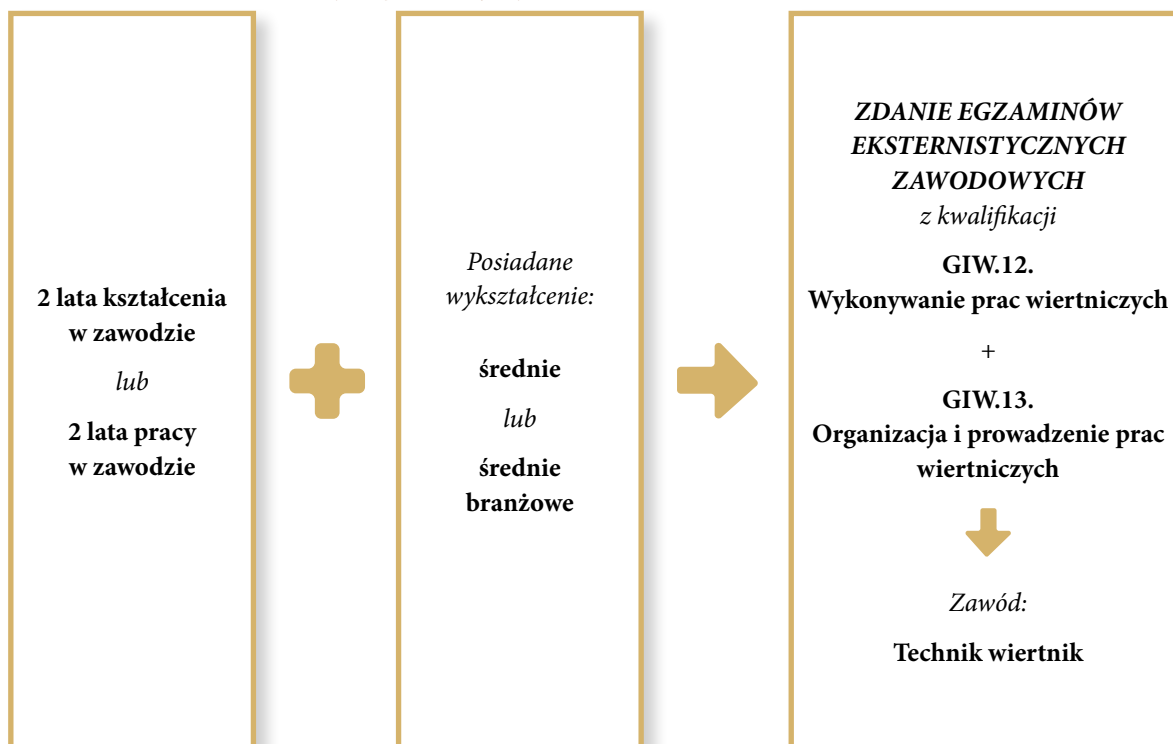 2 lata kształcenia
w zawodzie
lub
2 lata pracy
w zawodzie
Posiadane
wykształcenie:
średnie
lub
średnie
branżowe
ZDANIE EGZAMINÓW
EKSTERNISTYCZNYCH
ZAWODOWYCH
z kwalifikacji
GIW.12.
Wykonywanie prac wiertniczych
+
GIW.13.
Organizacja i prowadzenie prac
wiertniczych
Zawód:
Technik wiertnik